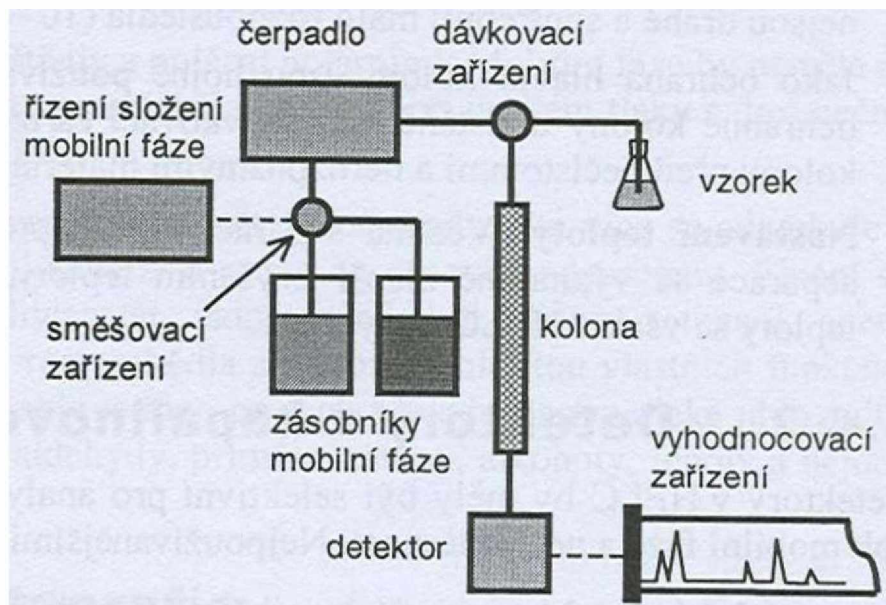 čerpadlo
dávkovací
zařízení
řízení složení
mobilní fáze
vzorek
směšovací
zařízení
kolona
zásobníky
mobilní fáze
vyhodnocovací
zařízení
detektor